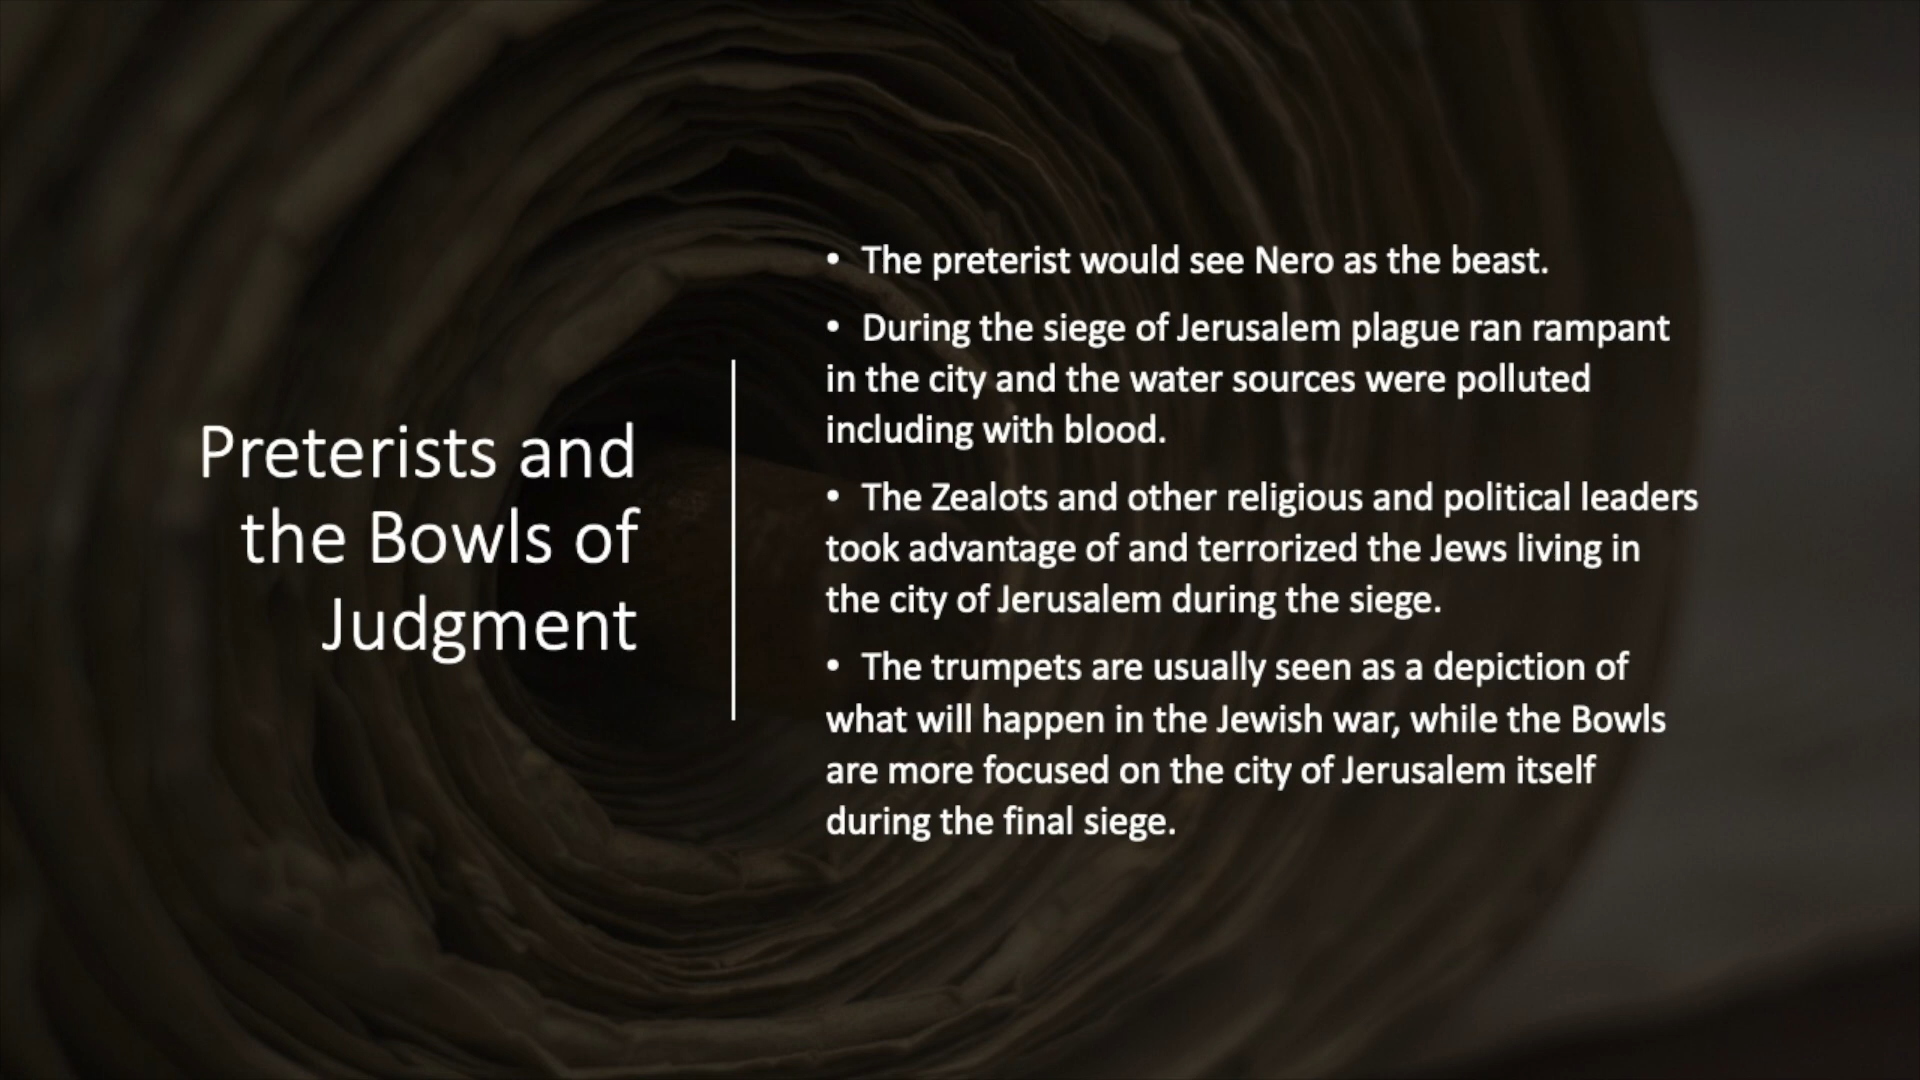 Preterists and
the Bowls of
Judgment
• The preterist would see Nero as the beast.
• During the siege of Jerusalem plague ran rampant
in the city and the water sources were polluted
including with blood.
• The Zealots and other religious and political leaders
took advantage of and terrorized the Jews living in
the city of Jerusalem during the siege.
• The trumpets are usually seen as a depiction of
what will happen in the Jewish war, while the Bowls
are more focused on the city of Jerusalem itself
during the final siege.